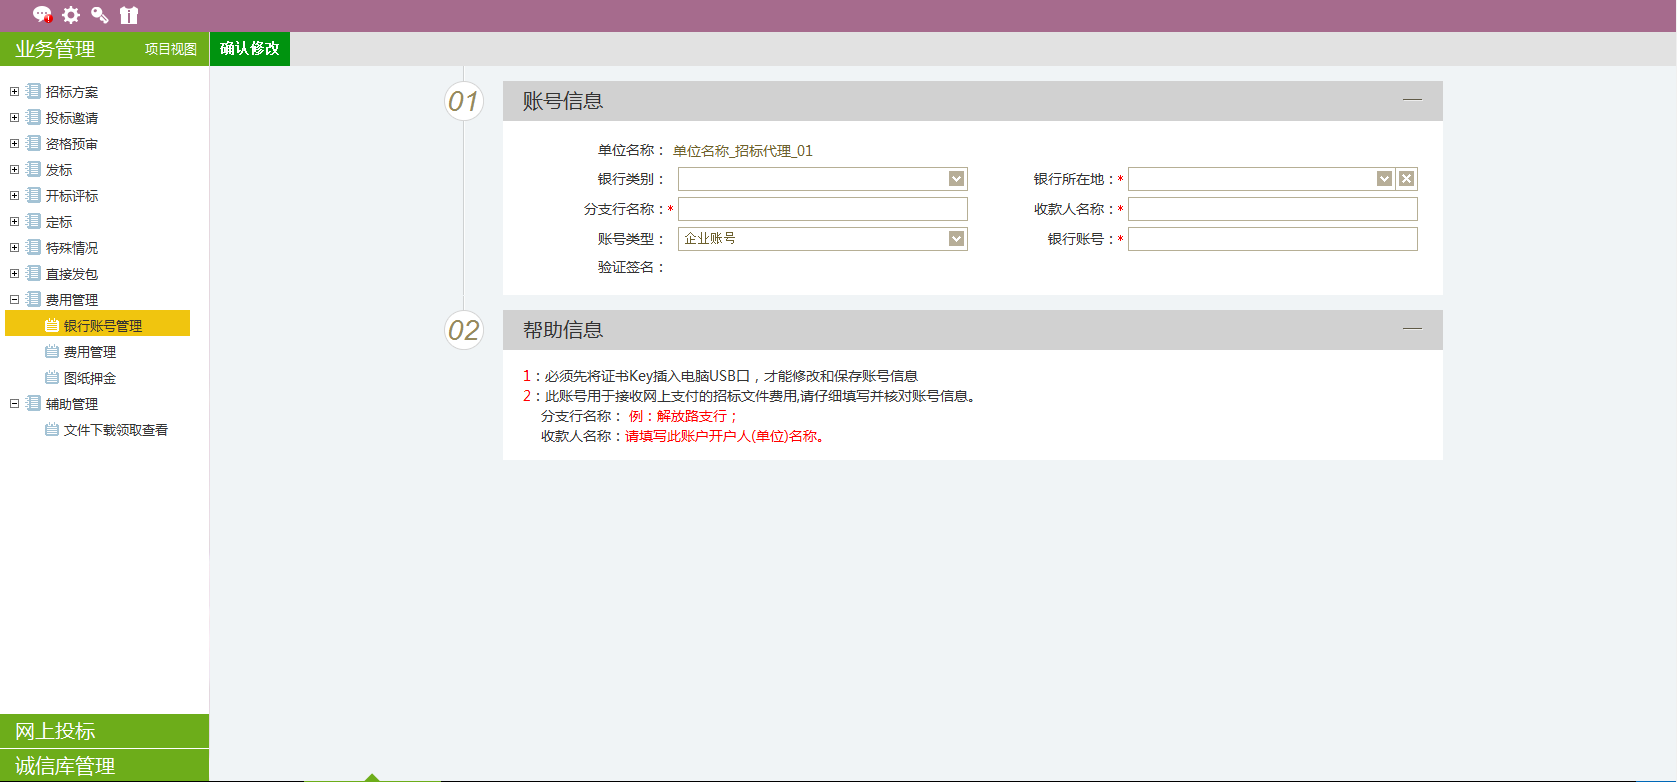 业务管理 项目视图 确认修改
招标方案
投标邀请
资格预审
发标
开标评标
定标
特殊情况
直接发包
费用管理
银行账号管理
费用管理
图纸押金
辅助管理
文件下载领取查看
网上投标
诚信库管理
01 账号信息
单位名称： 单位名称_招标代理_01
银行类别： 银行所在地：*
分支行名称：* 收款人名称：*
账号类型： 企业账号 银行账号：*
验证签名：
02 帮助信息
1：必须先将证书Key插入电脑USB口，才能修改和保存账号信息
2：此账号用于接收网上支付的招标文件费用,请仔细填写并核对账号信息。
分支行名称： 例：解放路支行；
收款人名称：请填写此账户开户人(单位)名称。